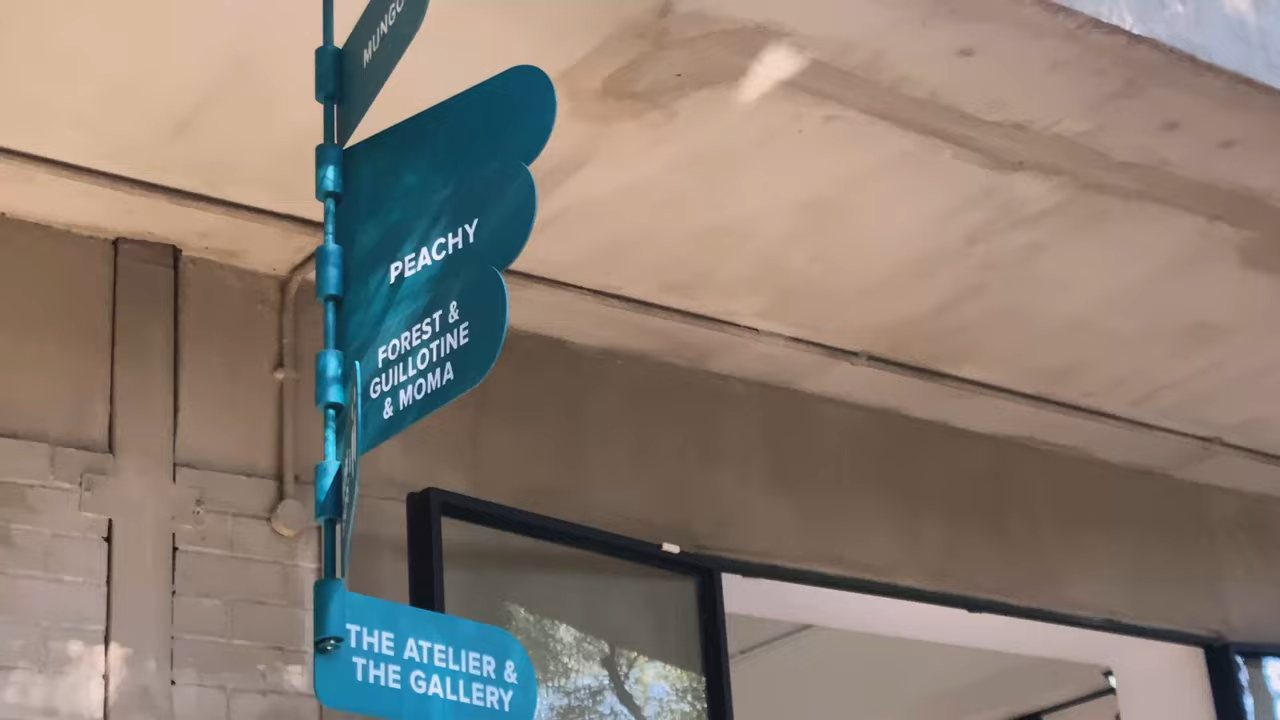 MUNGO
PEACHY
FOREST &
GUILLOTINE
& MOMA
THE ATELIER &
THE GALLERY